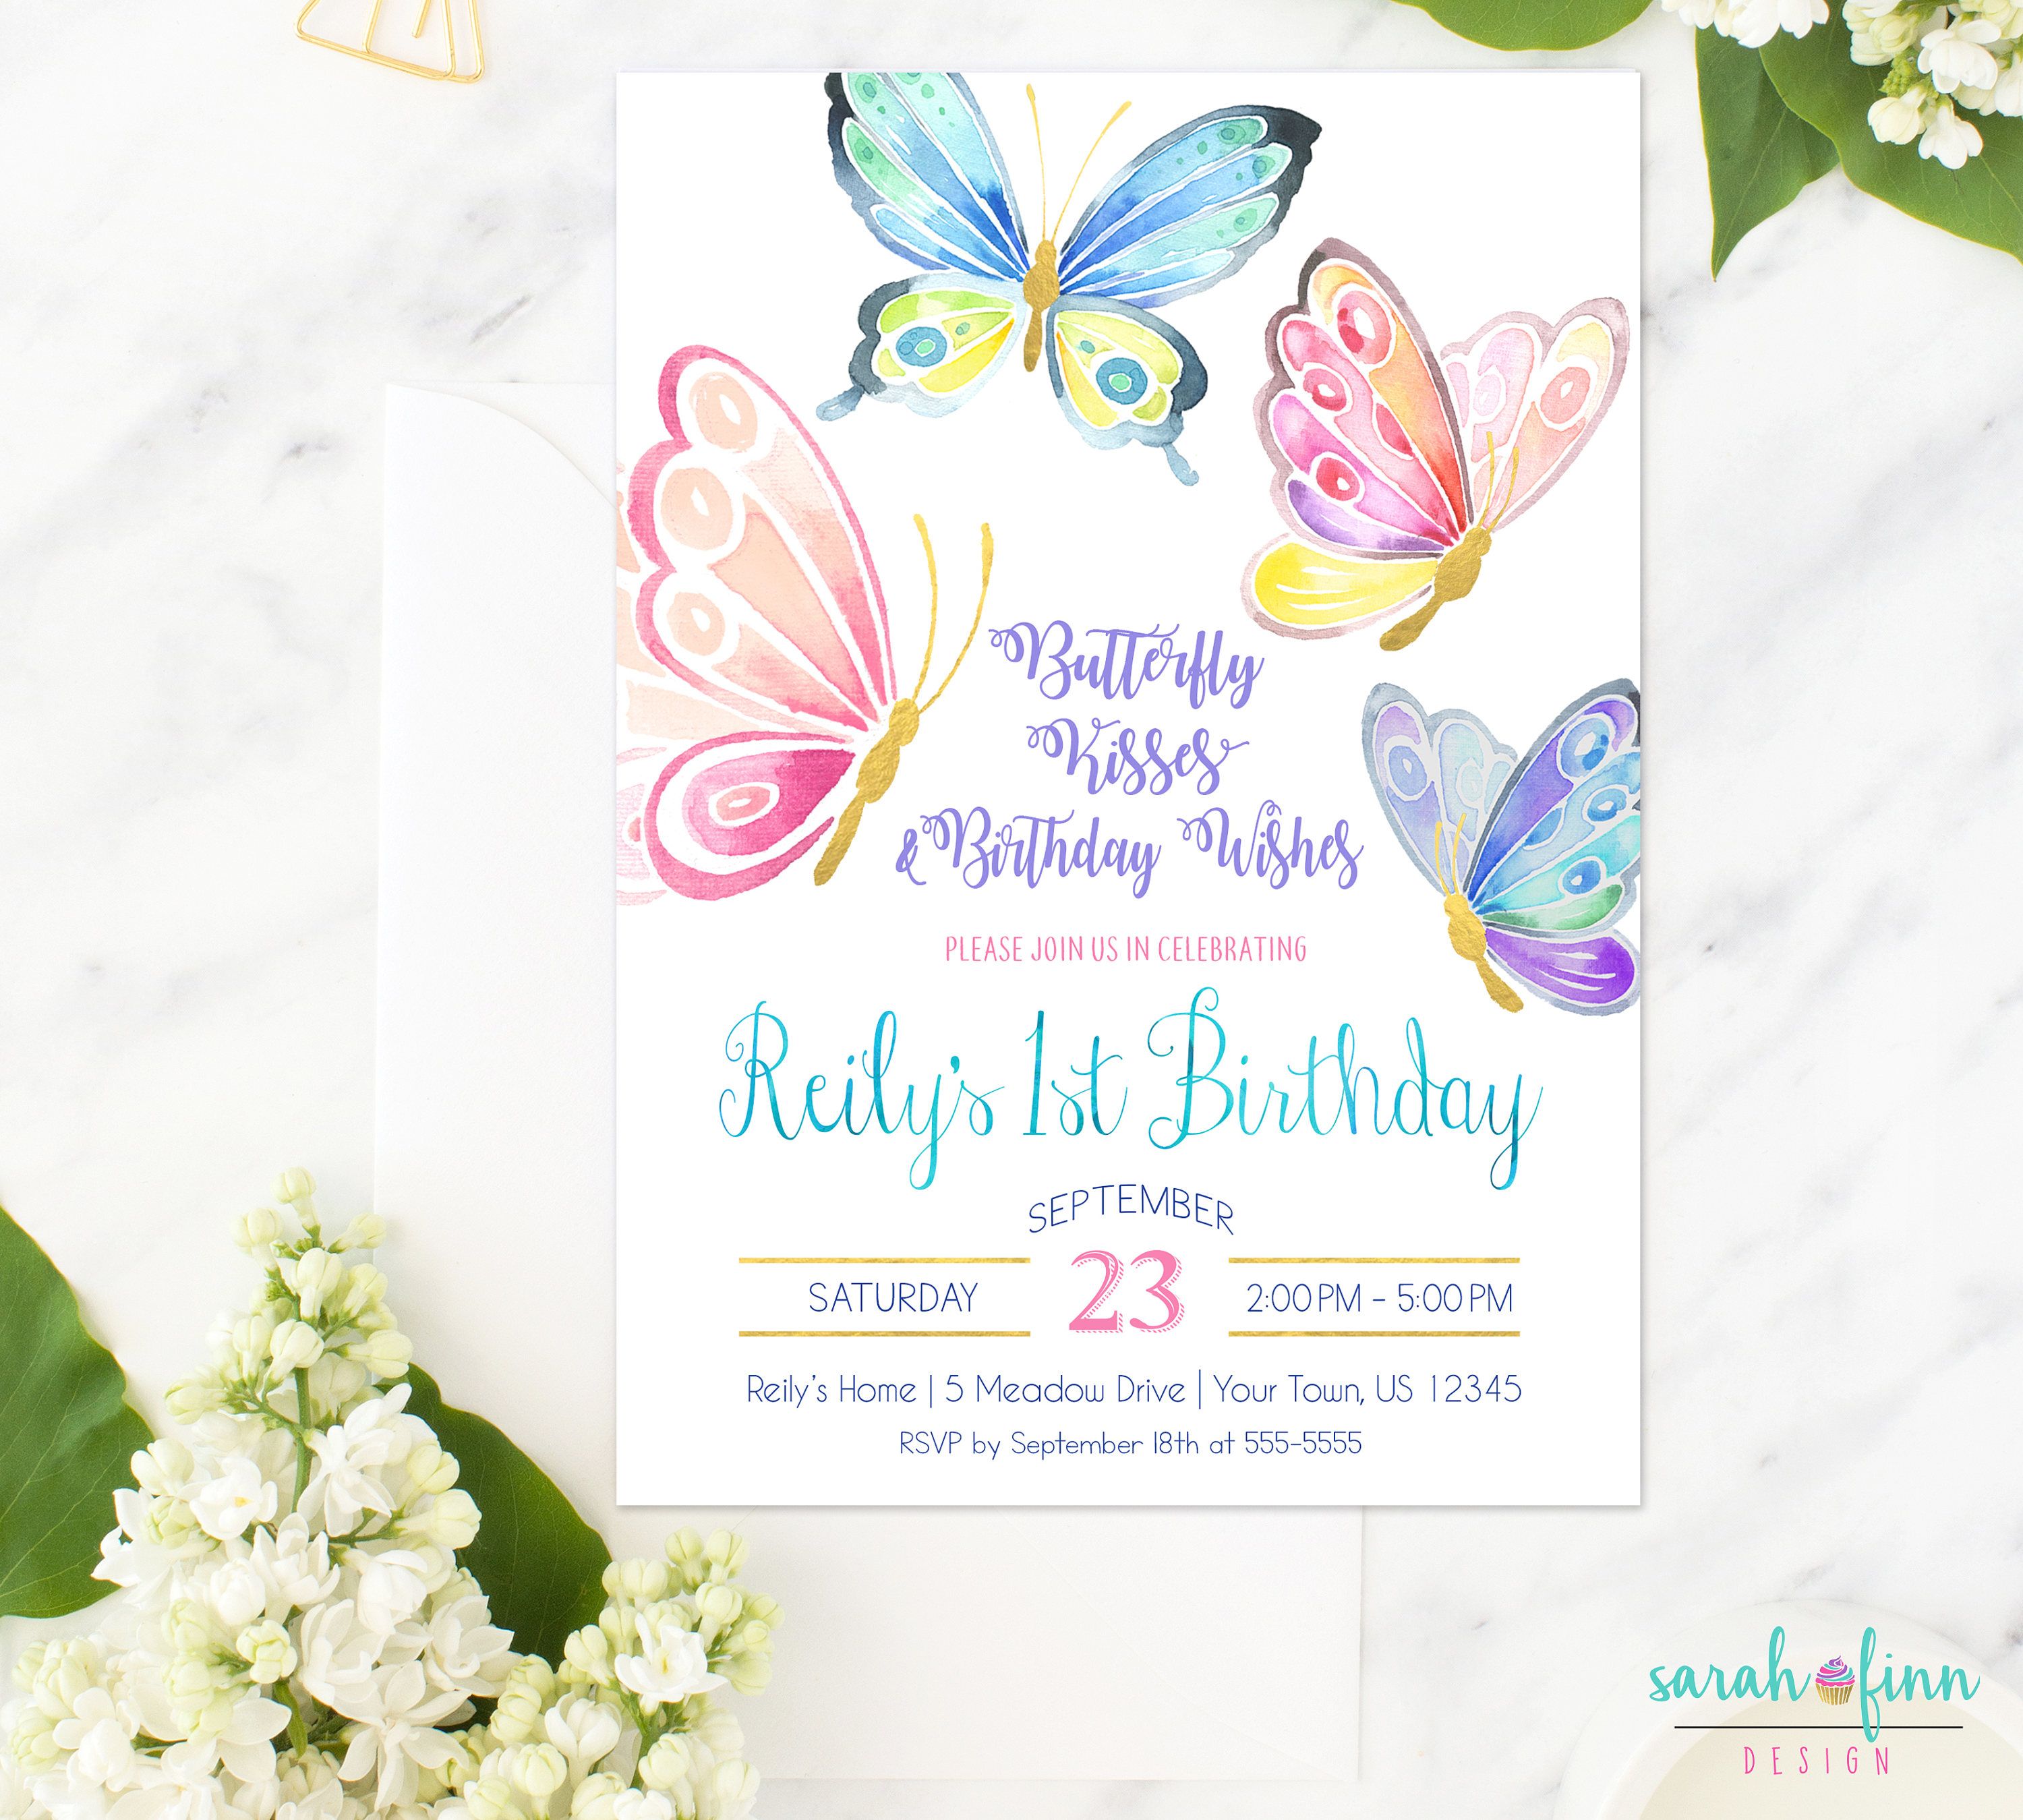 Butterfly
Kisses
& Birthday Wishes
PLEASE JOIN US IN CELEBRATING
Reily's 1st Birthday
SEPTEMBER
SATURDAY 23 2:00 PM - 5:00 PM
Reily's Home | 5 Meadow Drive | Your Town, US 12345
RSVP by September 18th at 555-5555
sarah finn
DESIGN